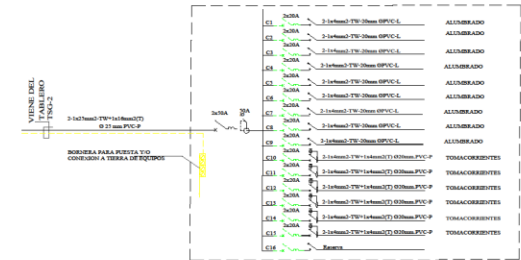 VIENE DEL
TABLERO
TSG-2
2-1x25mm2-TW+1x16mm2(T)
Ø 25 mm PVC-P
BORNERA PARA PUESTA Y/O
CONEXION A TIERRA DE EQUIPOS
2x50A
30A
C1 2x20A 2-1x4mm2-TW-20mm ØPVC-L ALUMBRADO
C2 2x20A 2-1x4mm2-TW-20mm ØPVC-L ALUMBRADO
C3 2x20A 2-1x4mm2-TW-20mm ØPVC-L ALUMBRADO
C4 2x20A 2-1x4mm2-TW-20mm ØPVC-L ALUMBRADO
C5 2x20A 2-1x4mm2-TW-20mm ØPVC-L ALUMBRADO
C6 2x20A 2-1x4mm2-TW-20mm ØPVC-L ALUMBRADO
C7 2x20A 2-1x4mm2-TW-20mm ØPVC-L ALUMBRADO
C8 2x20A 2-1x4mm2-TW-20mm ØPVC-L ALUMBRADO
C9 2x20A 2-1x4mm2-TW-20mm ØPVC-L ALUMBRADO
C10 2x20A 2-1x4mm2-TW+1x4mm2(T) Ø20mm.PVC-P TOMACORRIENTES
C11 2x20A 2-1x4mm2-TW+1x4mm2(T) Ø20mm.PVC-P TOMACORRIENTES
C12 2x20A 2-1x4mm2-TW+1x4mm2(T) Ø20mm.PVC-P TOMACORRIENTES
C13 2x20A 2-1x4mm2-TW+1x4mm2(T) Ø20mm.PVC-P TOMACORRIENTES
C14 2x20A 2-1x4mm2-TW+1x4mm2(T) Ø20mm.PVC-P TOMACORRIENTES
C15 2x20A 2-1x4mm2-TW+1x4mm2(T) Ø20mm.PVC-P TOMACORRIENTES
C16 2x20A Reserva